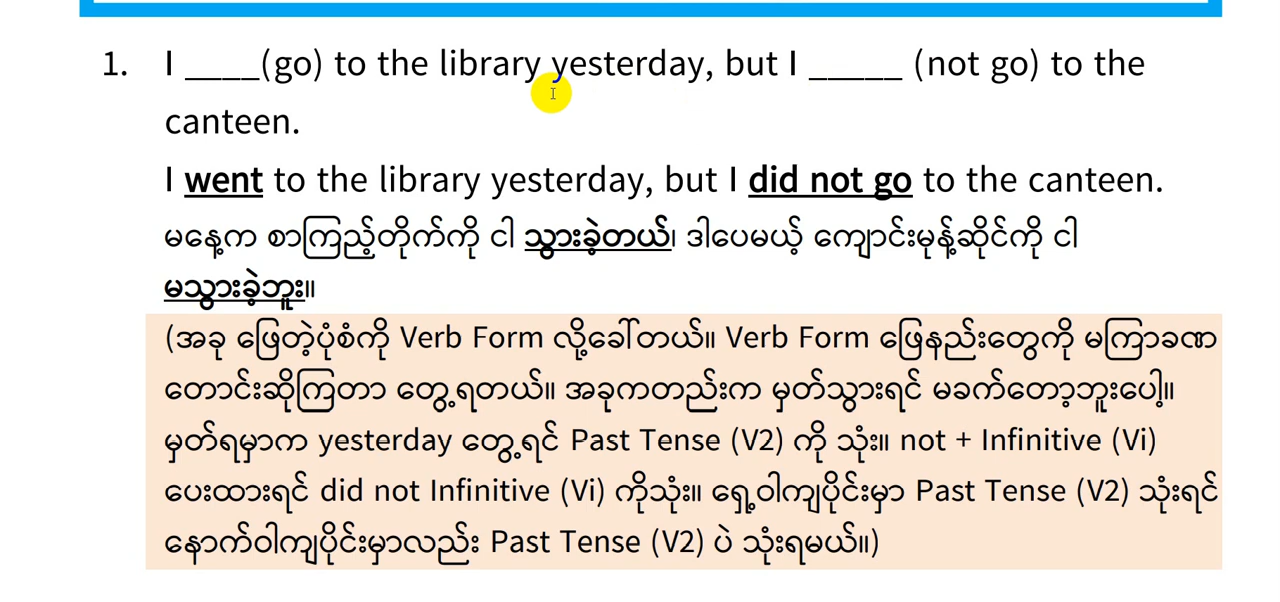 1. I ____(go) to the library yesterday, but I _____ (not go) to the
canteen.
I went to the library yesterday, but I did not go to the canteen.
မနေ့က စာကြည့်တိုက်ကို ငါ သွားခဲ့တယ်၊ ဒါပေမယ့် ကျောင်းမုန့်ဆိုင်ကို ငါ
မသွားခဲ့ဘူး။
(အခု ဖြေတဲ့ပုံစံကို Verb Form လို့ခေါ်တယ်။ Verb Form ဖြေနည်းတွေကို မကြာခဏ
တောင်းဆိုကြတာ တွေ့ရတယ်။ အခုကတည်းက မှတ်သွားရင် မခက်တော့ဘူးပေါ့။
မှတ်ရမှာက yesterday တွေ့ရင် Past Tense (V2) ကို သုံး။ not + Infinitive (Vi)
ပေးထားရင် did not Infinitive (Vi) ကိုသုံး။ ရှေ့ဝါကျပိုင်းမှာ Past Tense (V2) သုံးရင်
နောက်ဝါကျပိုင်းမှာလည်း Past Tense (V2) ပဲ သုံးရမယ်။)